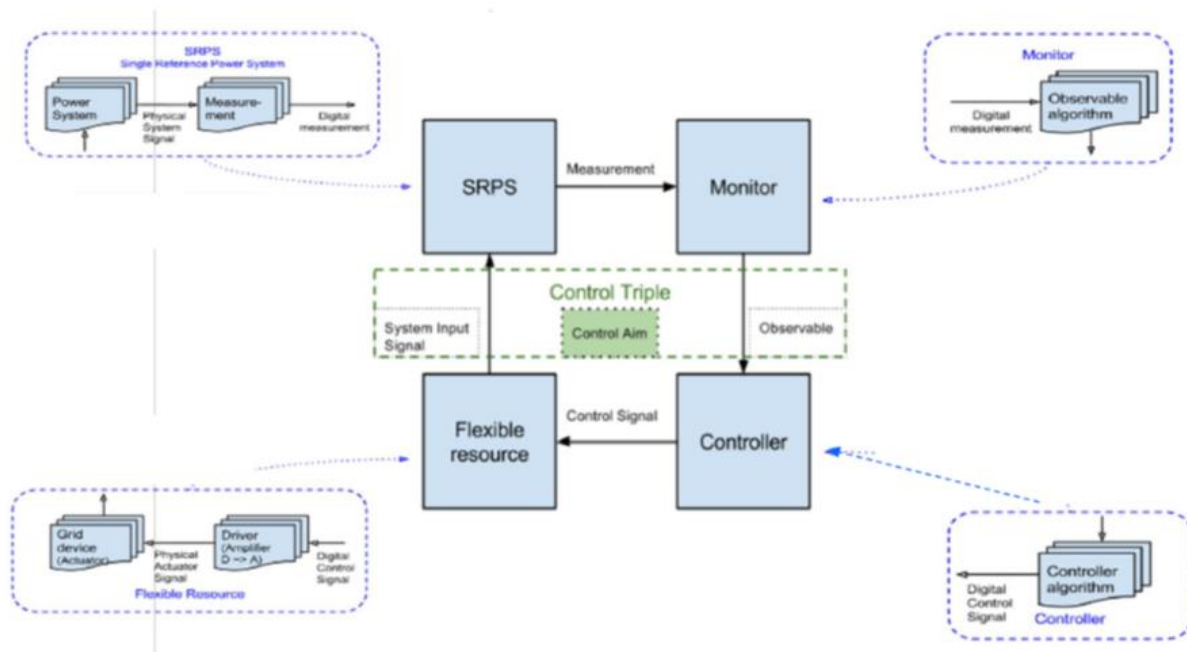 SRPS
Single Reference Power System
Power
System
Physical
System
Signal
Measure-
ment
Digital
measurement
Monitor
Digital
measurement
Observable
algorithm
SRPS
Measurement
Monitor
Control Triple
System Input
Signal
Control Aim
Observable
Flexible
resource
Control Signal
Controller
Grid
device
(Actuator)
Physical
Actuator
Signal
Driver
(Amplifier
D -> A)
Digital
Control
Signal
Flexible Resource
Controller
algorithm
Digital
Control
Signal
Controller